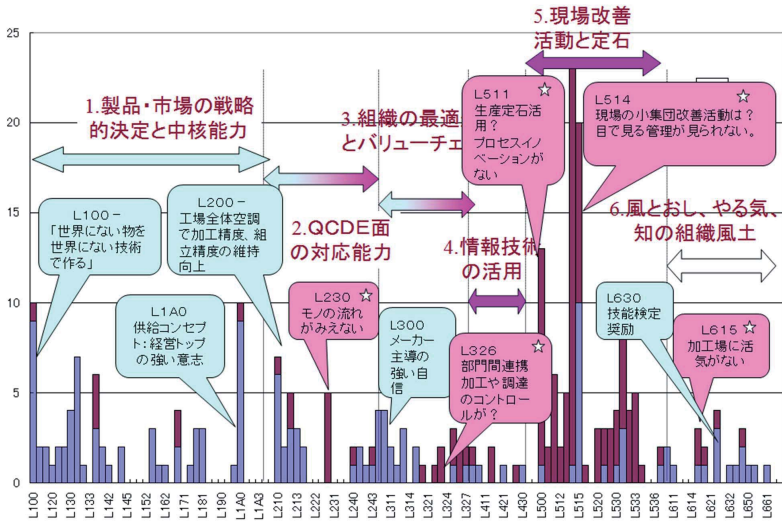 5.現場改善
活動と定石
1.製品・市場の戦略
的決定と中核能力
3.組織の最適
とバリューチェ
L511
生産定石活
用?
プロセスイノ
ベーションが
ない
L514
現場の小集団改善活動は?
目で見る管理が見られない。
L100-
「世界にない物を
世界にない技術
で作る」
L200-
工場全体空調
で加工精度、組
立精度の維持
向上
2.QCDE面
の対応能力
4.情報技術
の活用
6.風とおし、やる気、
知の組織風土
L1A0
供給コンセプ
ト:経営トップ
の強い意志
L230
モノの流れ
がみえない
L300
メーカー
主導の
強い自
信
L326
部門間連携
加工や調達
のコントロー
ルが?
L630
技能検定
奨励
L615
加工場に活
気がない
25
20
15
10
5
0
L100 L120 L130 L133 L142 L145 L152 L162 L171 L181 L190 L1A0 L1A3 L210 L222 L230 L240 L243 L314 L321 L324 L327 L411 L421 L430 L500 L512 L515 L520 L530 L533 L536 L611 L614 L621 L632 L650 L661